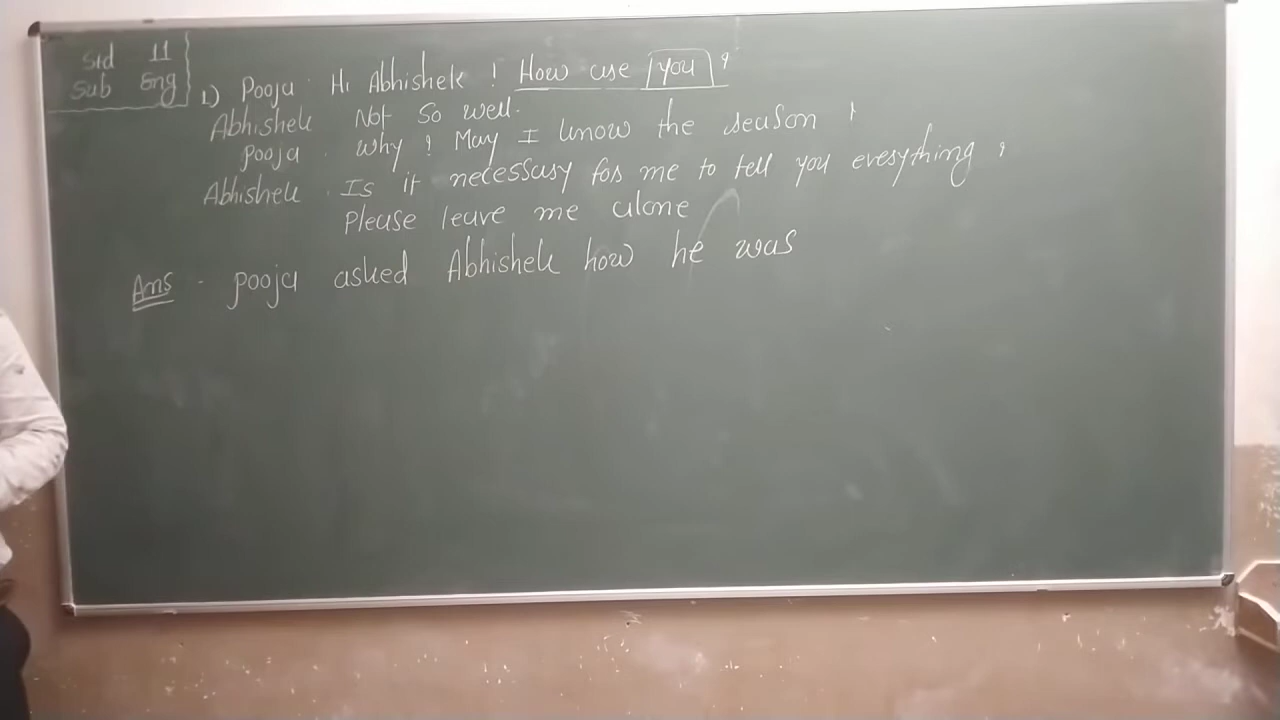 Std 11
Sub Eng
1) Pooja. Hi Abhishek ! How are you ?
Abhishek Not So well.
Pooja. Why ? May I know the reason ?
Abhishek. Is it necessary for me to tell you everything ?
Please leave me alone
Ans - Pooja asked Abhishek how he was